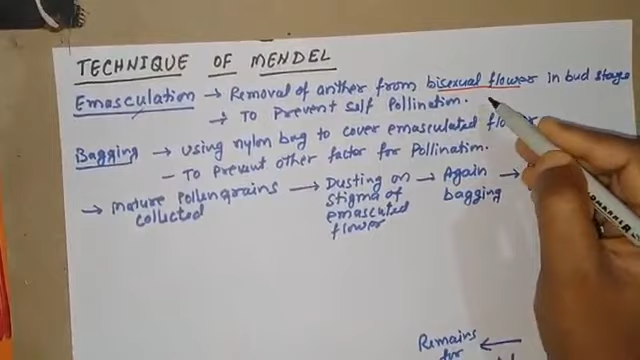 TECHNIQUE OF MENDEL
Emasculation → Removal of anther from bisexual flower in bud stage
→ To Prevent Self Pollination.
Bagging → Using nylon bag to cover emasculated
- To Prevent other factor for Pollination.
→ Mature Pollengrains collected → Dusting on stigma of emasculated flower → Again bagging →
Remains
for